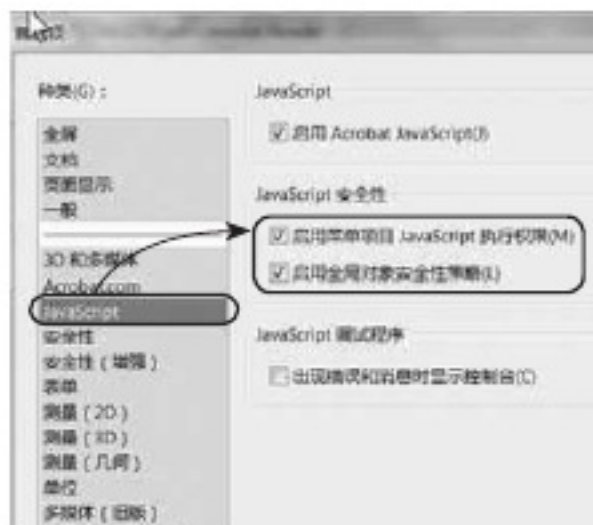 种类(G)：
全屏
文档
页面显示
一般
3D 和多媒体
Acrobat.com
JavaScript
安全性
安全性 ( 增强 )
表单
测量 ( 2D )
测量 ( 3D )
测量 ( 几何 )
单位
多媒体 ( 旧版 )
JavaScript
启用 Acrobat JavaScript(J)
JavaScript 安全性
启用菜单项目 JavaScript 执行权限(M)
启用全局对象安全性策略(L)
JavaScript 调试程序
出现错误和消息时显示控制台(C)